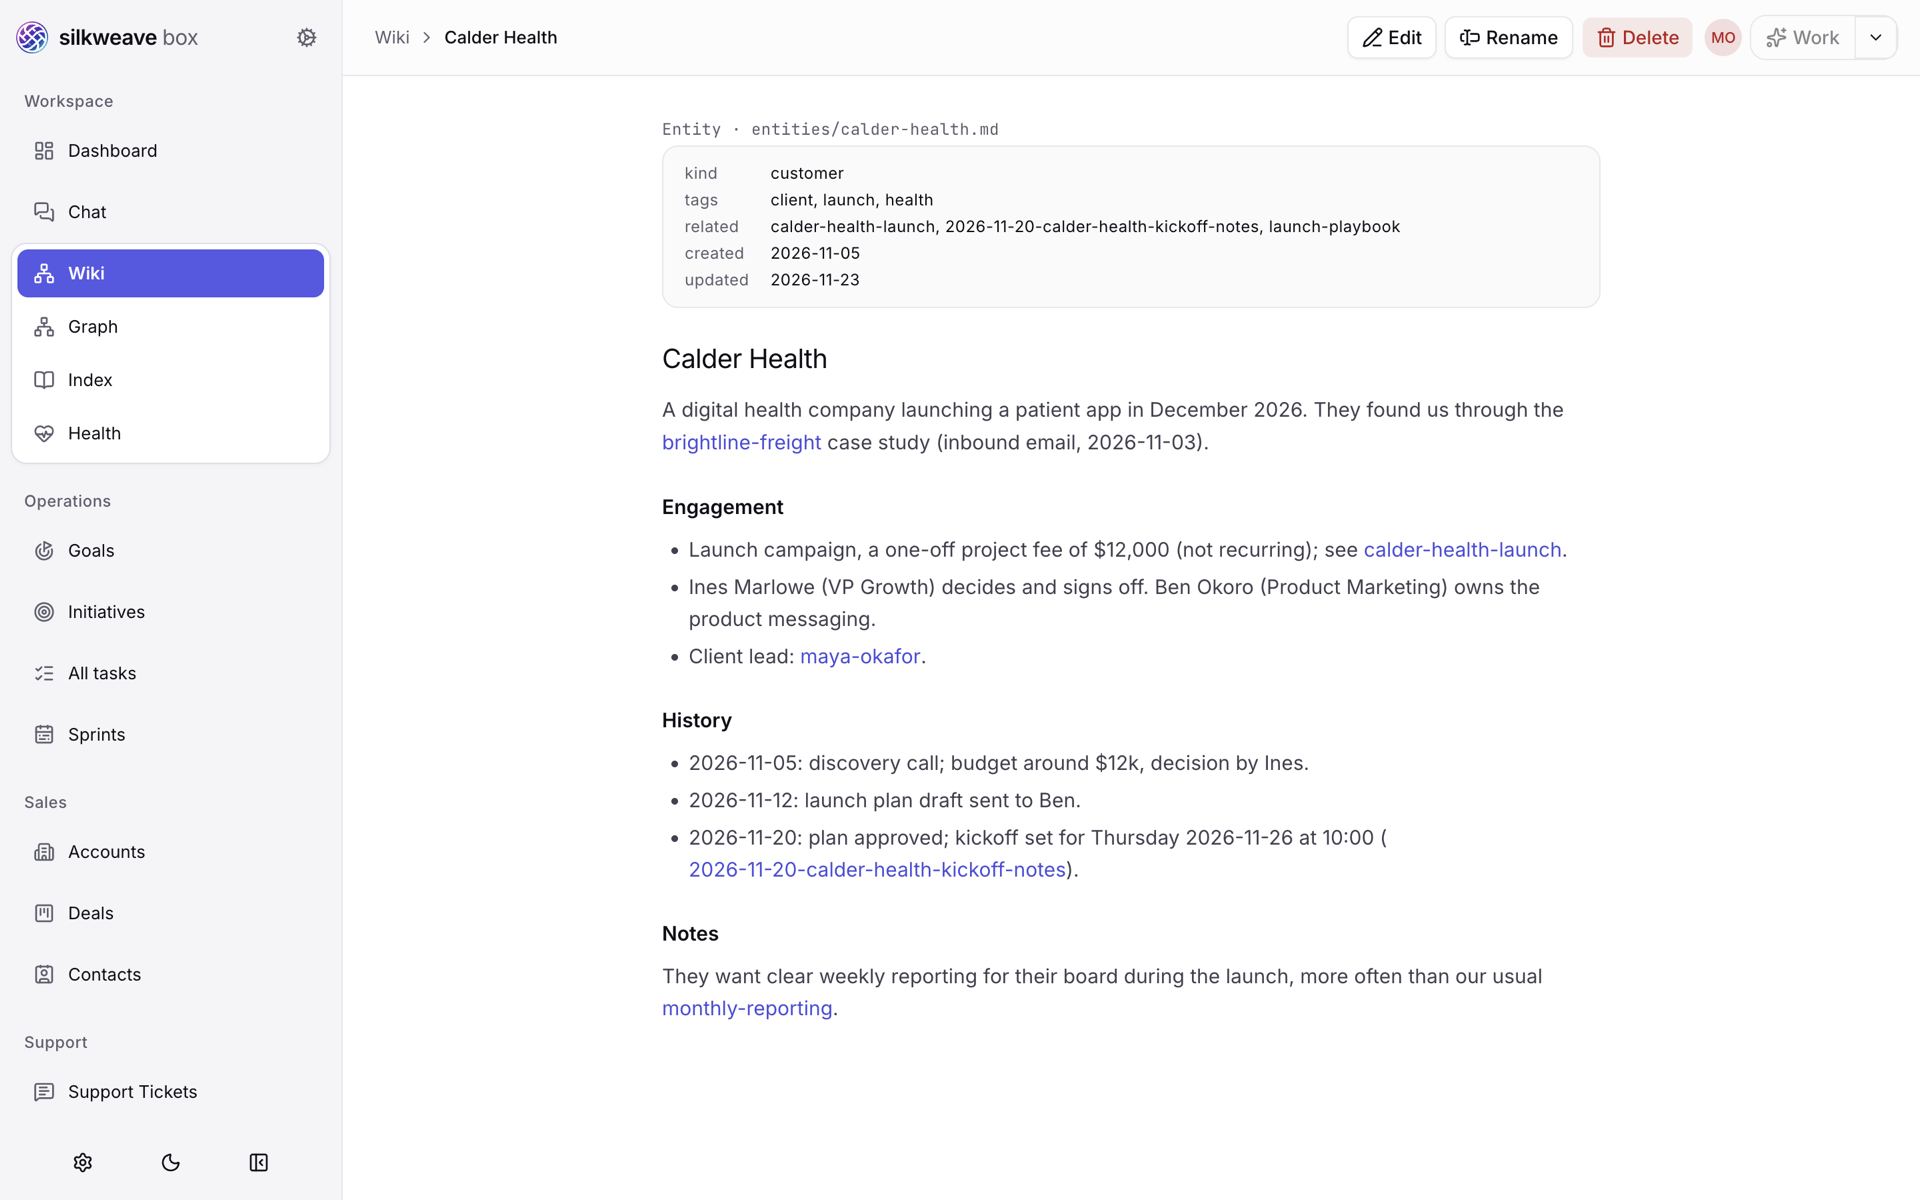 silkweave box
Workspace
Dashboard
Chat
Wiki
Graph
Index
Health
Operations
Goals
Initiatives
All tasks
Sprints
Sales
Accounts
Deals
Contacts
Support
Support Tickets
Wiki > Calder Health
Edit
Rename
Delete
MO
Work
Entity · entities/calder-health.md
kind customer
tags client, launch, health
related calder-health-launch, 2026-11-20-calder-health-kickoff-notes, launch-playbook
created 2026-11-05
updated 2026-11-23
Calder Health
A digital health company launching a patient app in December 2026. They found us through the
brightline-freight case study (inbound email, 2026-11-03).
Engagement
• Launch campaign, a one-off project fee of $12,000 (not recurring); see calder-health-launch.
• Ines Marlowe (VP Growth) decides and signs off. Ben Okoro (Product Marketing) owns the
product messaging.
• Client lead: maya-okafor.
History
• 2026-11-05: discovery call; budget around $12k, decision by Ines.
• 2026-11-12: launch plan draft sent to Ben.
• 2026-11-20: plan approved; kickoff set for Thursday 2026-11-26 at 10:00 (
2026-11-20-calder-health-kickoff-notes).
Notes
They want clear weekly reporting for their board during the launch, more often than our usual
monthly-reporting.